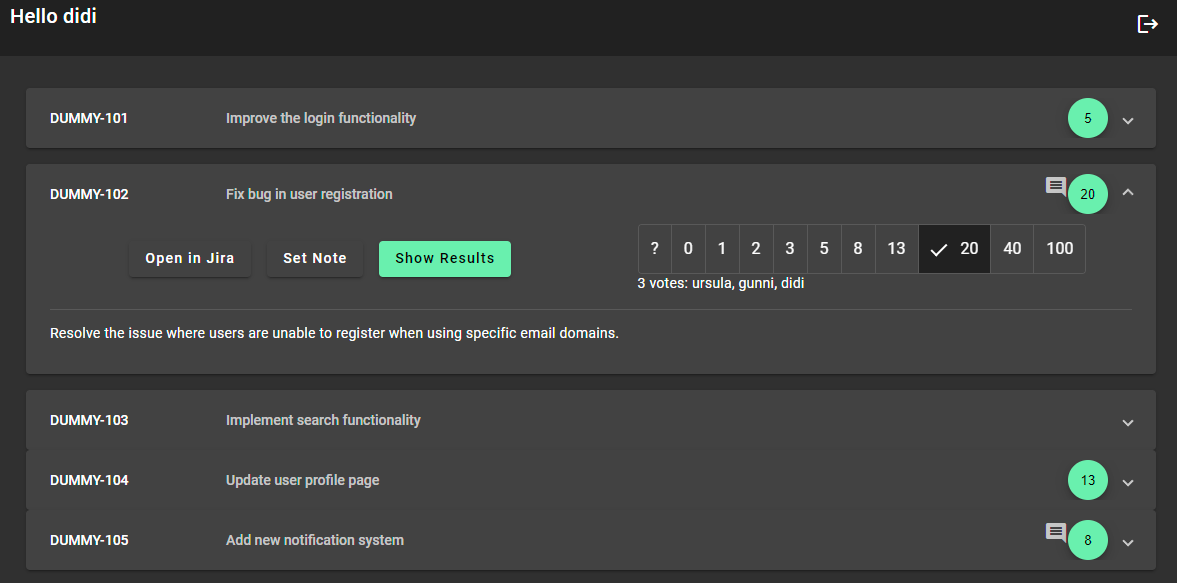 Hello didi
DUMMY-101 Improve the login functionality 5
DUMMY-102 Fix bug in user registration 20
Open in Jira Set Note Show Results ? 0 1 2 3 5 8 13 20 40 100
3 votes: ursula, gunni, didi
Resolve the issue where users are unable to register when using specific email domains.
DUMMY-103 Implement search functionality
DUMMY-104 Update user profile page 13
DUMMY-105 Add new notification system 8